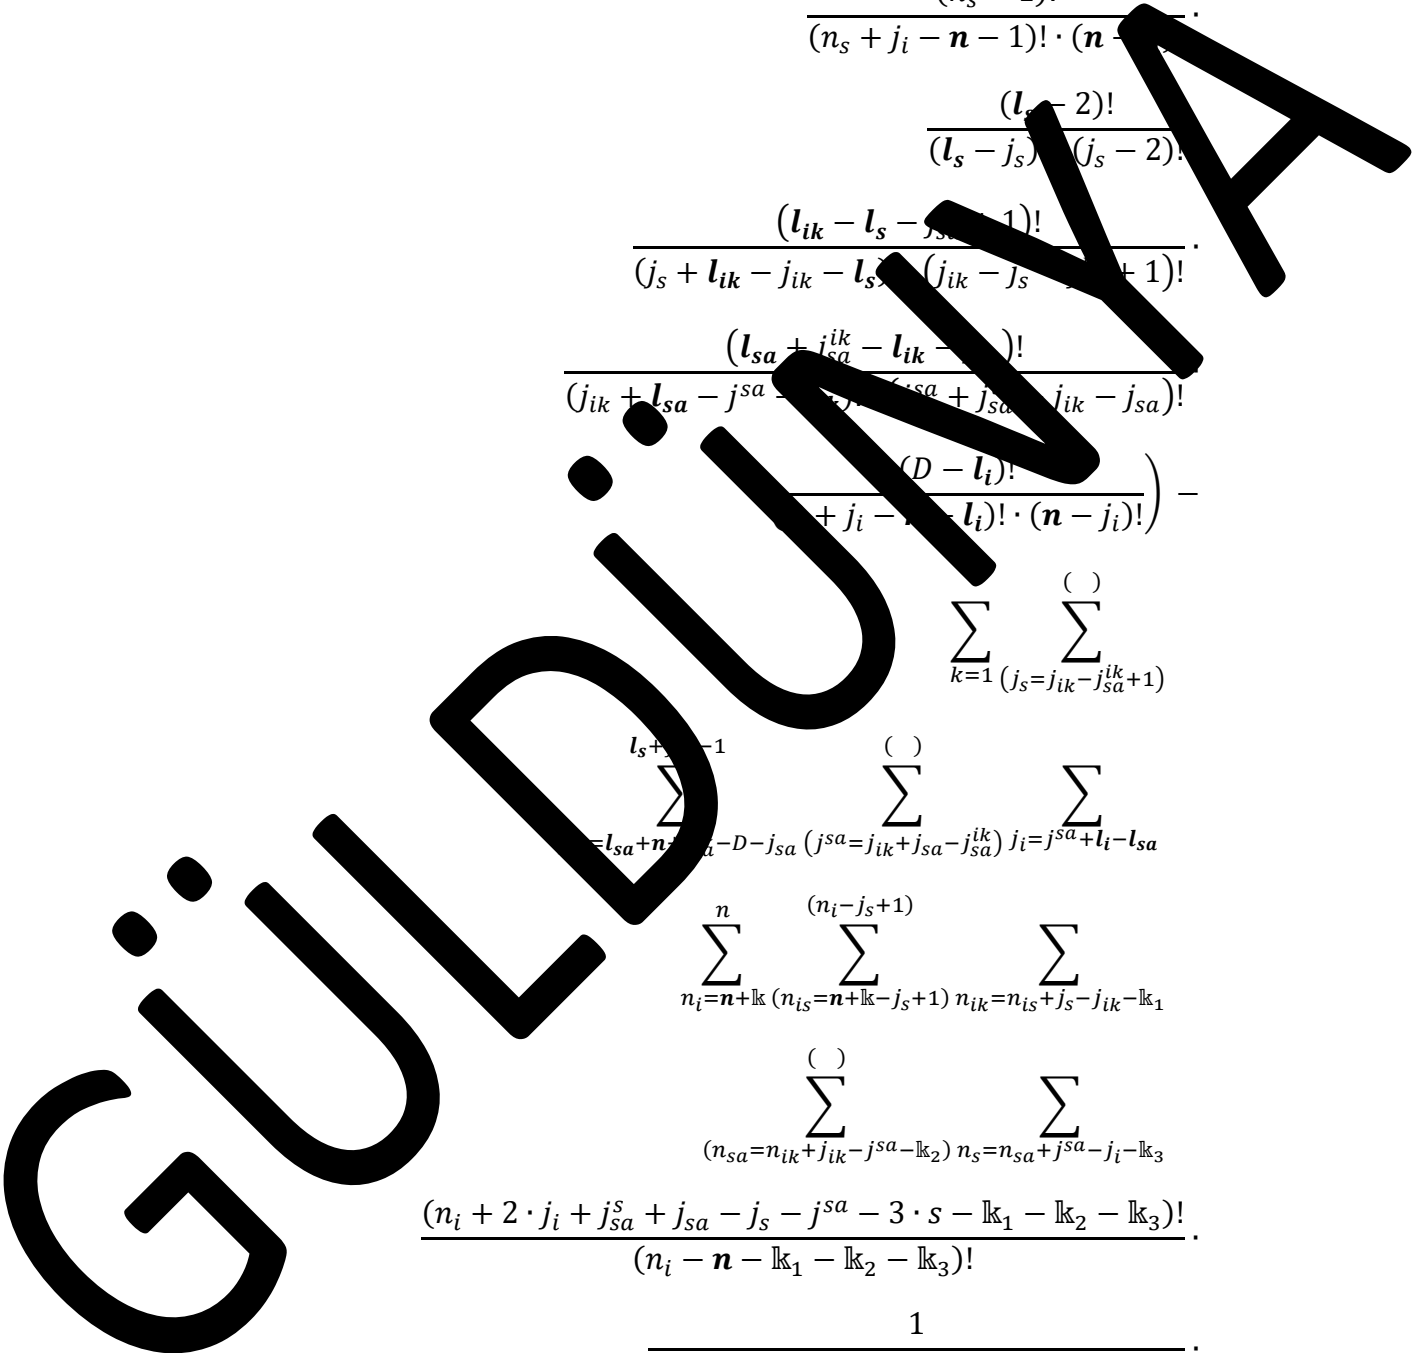 (n_s + j_i − n − 1)! · (n
(l_s − 2)!
(l_s − j_s) (j_s − 2)!
(l_ik − l_s − 1)!
(j_s + l_ik − j_ik − l_s) (j_ik − j_s + 1)! ·
(l_sa + j_sa^ik − l_ik − )!
(j_ik + l_sa − j^sa − + j_sa j_ik − j_sa)!
(D − l_i)!
+ j_i − − l_i)! · (n − j_i)!) −
( )
∑ ∑
k=1 (j_s=j_ik−j_sa^ik+1)
l_s+ −1 ( )
∑ ∑ ∑
=l_sa+n+ −D−j_sa (j^sa=j_ik+j_sa−j_sa^ik) j_i=j^sa+l_i−l_sa
n (n_i−j_s+1)
∑ ∑ ∑
n_i=n+𝕜 (n_is=n+𝕜−j_s+1) n_ik=n_is+j_s−j_ik−𝕜_1
( )
∑ ∑
(n_sa=n_ik+j_ik−j^sa−𝕜_2) n_s=n_sa+j^sa−j_i−𝕜_3
(n_i + 2 · j_i + j_sa^s + j_sa − j_s − j^sa − 3 · s − 𝕜_1 − 𝕜_2 − 𝕜_3)!
(n_i − n − 𝕜_1 − 𝕜_2 − 𝕜_3)! ·
1
GÜLDÜNYA